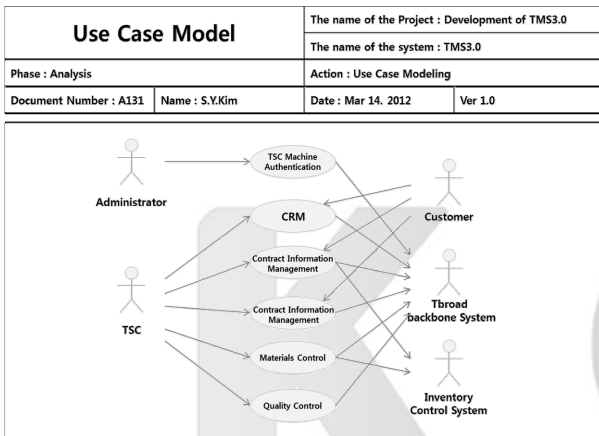 Use Case Model
The name of the Project : Development of TMS3.0
The name of the system : TMS3.0
Phase : Analysis
Action : Use Case Modeling
Document Number : A131
Name : S.Y.Kim
Date : Mar 14. 2012
Ver 1.0
TSC Machine
Authentication
Administrator
CRM
Customer
Contract Information
Management
TSC
Contract Information
Management
Tbroad
backbone System
Materials Control
Quality Control
Inventory
Control System